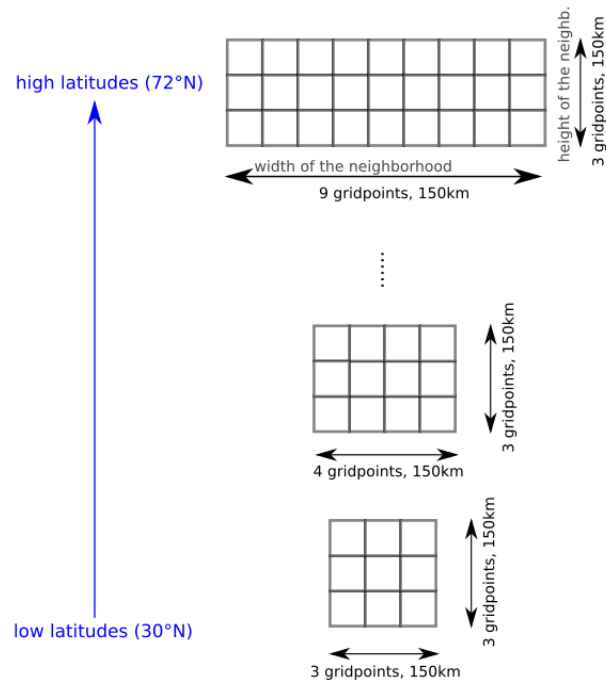 high latitudes (72°N)
height of the neighb.
3 gridpoints, 150km
width of the neighborhood
9 gridpoints, 150km
3 gridpoints, 150km
4 gridpoints, 150km
3 gridpoints, 150km
low latitudes (30°N)
3 gridpoints, 150km